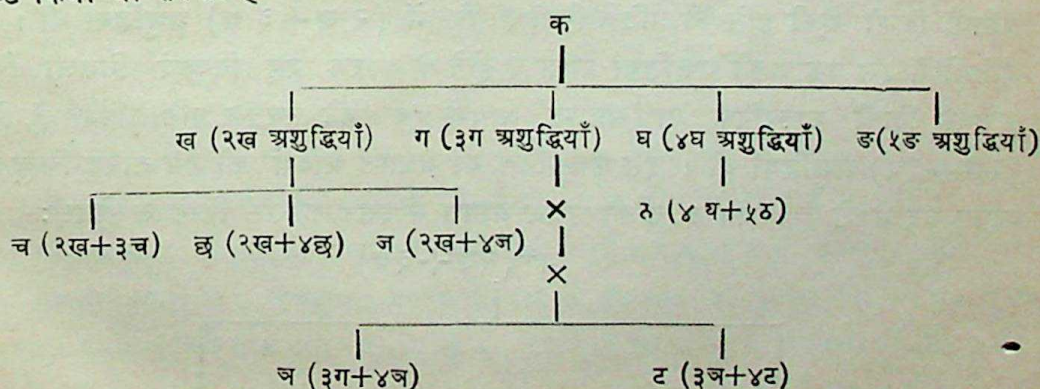 क
ख (२ख अशुद्धियाँ) ग (३ग अशुद्धियाँ) घ (४घ अशुद्धियाँ) ङ(५ङ अशुद्धियाँ)
× ठ (४ घ+५ठ)
च (२ख+३च) छ (२ख+४छ) ज (२ख+४ज)
×
ञ (३ग+४ञ) ट (३ञ+४ट)